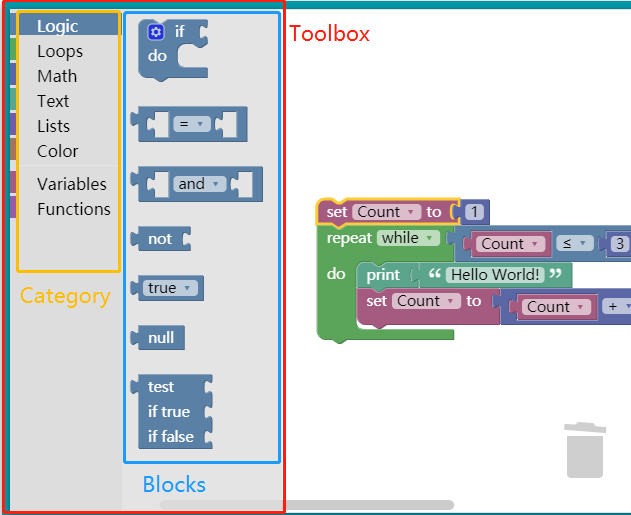 Logic
Loops
Math
Text
Lists
Color
Variables
Functions
Category
if
do
=
and
not
true
null
test
if true
if false
Blocks
Toolbox
set Count to 1
repeat while Count ≤ 3
do print “ Hello World! ”
set Count to Count +